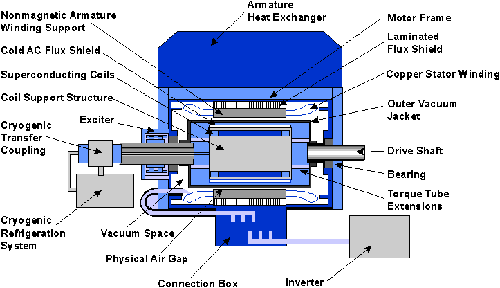 Nonmagnetic Armature
Winding Support
Cold AC Flux Shield
Superconducting Coils
Coil Support Structure
Exciter
Cryogenic
Transfer
Coupling
Cryogenic
Refrigeration
System
Vacuum Space
Physical Air Gap
Connection Box
Armature
Heat Exchanger
Motor Frame
Laminated
Flux Shield
Copper Stator Winding
Outer Vacuum
Jacket
Drive Shaft
Bearing
Torque Tube
Extensions
Inverter